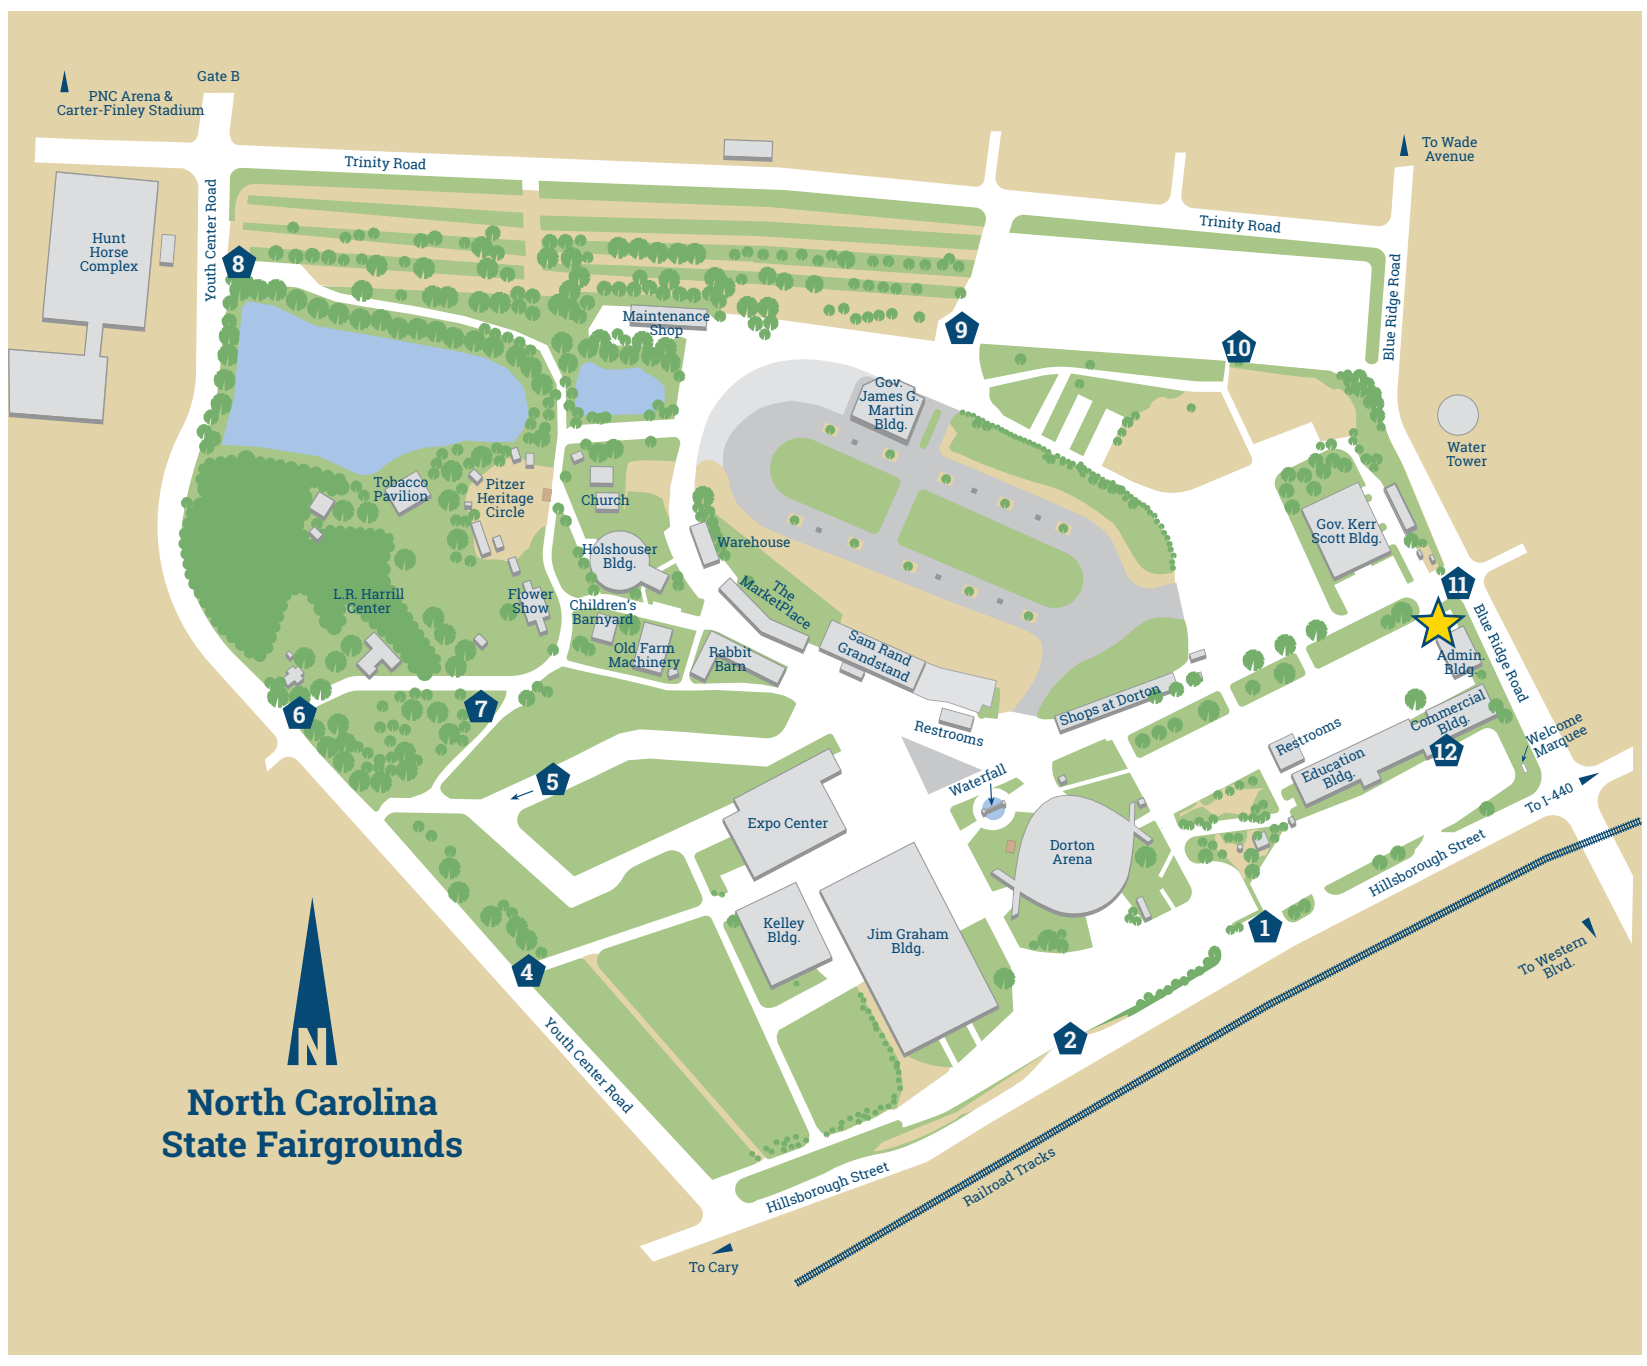 Gate B
PNC Arena &
Carter-Finley Stadium
Trinity Road
To Wade
Avenue
Youth Center Road
Trinity Road
Hunt
Horse
Complex
8
Blue Ridge Road
Maintenance
Shop
9
10
Gov.
James G.
Martin
Bldg.
Water
Tower
Tobacco
Pavilion
Pitzer
Heritage
Circle
Church
Gov. Kerr
Scott Bldg.
Warehouse
Holshouser
Bldg.
The
MarketPlace
11
L.R. Harrill
Center
Flower
Show
Children's
Barnyard
Blue Ridge Road
Old Farm
Machinery
Rabbit
Barn
Sam Rand
Grandstand
Admin.
Bldg.
6
7
Shops at Dorton
Restrooms
Restrooms
Commercial
Bldg.
12
Welcome
Marquee
Education
Bldg.
5
Waterfall
To I-440
Expo Center
Dorton
Arena
Hillsborough Street
Kelley
Bldg.
Jim Graham
Bldg.
1
To Western
Blvd.
4
2
N
Youth Center Road
North Carolina
State Fairgrounds
Hillsborough Street
Railroad Tracks
To Cary